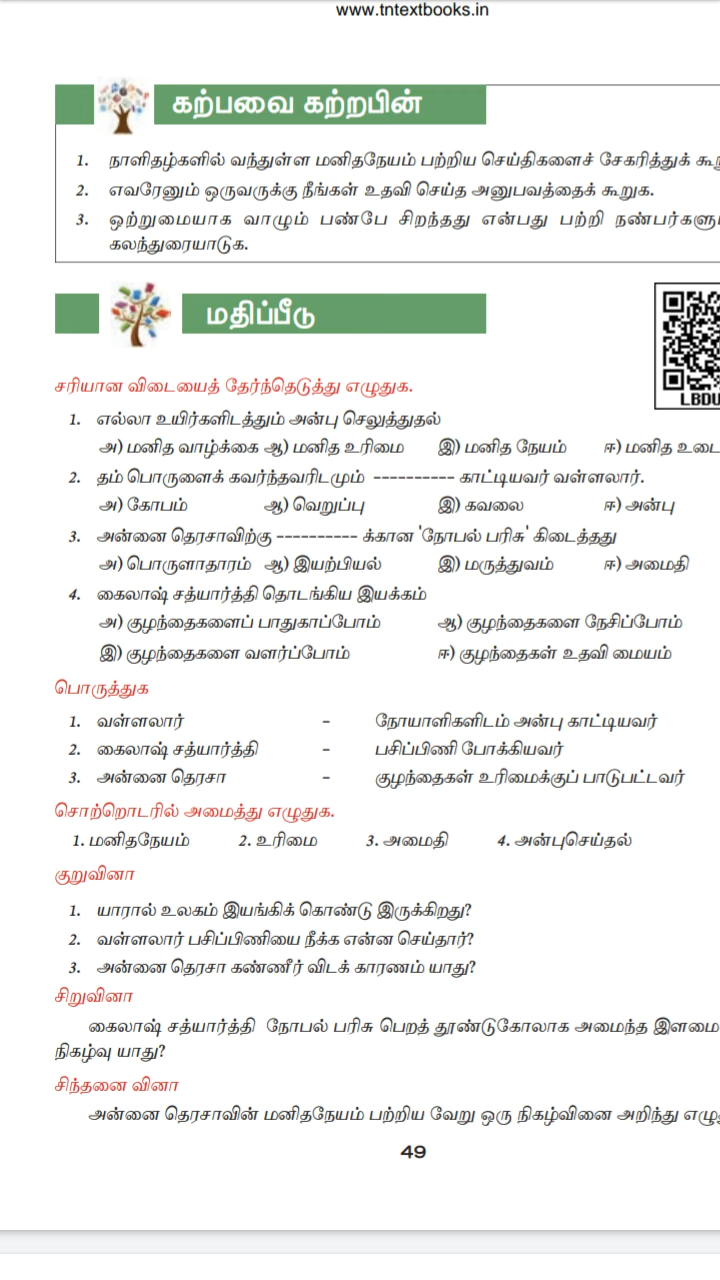 www.tntextbooks.in
கற்பவை கற்றபின்
1. நாளிதழ்களில் வந்துள்ள மனிதநேயம் பற்றிய செய்திகளைச் சேகரித்துக்
2. எவரேனும் ஒருவருக்கு நீங்கள் உதவி செய்த அனுபவத்தைக் கூறுக.
3. ஒற்றுமையாக வாழும் பண்பே சிறந்தது என்பது பற்றி
கலந்துரையாடுக.
மதிப்பீடு
LBDU
சரியான விடையைத் தேர்ந்தெடுத்து எழுதுக.
1. எல்லா உயிர்களிடத்தும் அன்பு செலுத்துதல்
அ) மனித வாழ்க்கை ஆ) மனித உரிமை இ) மனித நேயம் ஈ) மனித உடை
2. தம் பொருளைக் கவர்ந்தவரிடமும் ---------- காட்டியவர் வள்ளலார்.
அ) கோபம் ஆ) வெறுப்பு இ) கவலை ஈ) அன்பு
3. அன்னை தெரசாவிற்கு ---------- க்கான 'நோபல் பரிசு' கிடைத்தது
அ) பொருளாதாரம் ஆ) இயற்பியல் இ) மருத்துவம் ஈ) அமைதி
4. கைலாஷ் சத்யார்த்தி தொடங்கிய இயக்கம்
அ) குழந்தைகளைப் பாதுகாப்போம் ஆ) குழந்தைகளை நேசிப்போம்
இ) குழந்தைகளை வளர்ப்போம் ஈ) குழந்தைகள் உதவி மையம்
பொருத்துக
1. வள்ளலார் - நோயாளிகளிடம் அன்பு காட்டியவர்
2. கைலாஷ் சத்யார்த்தி - பசிப்பிணி போக்கியவர்
3. அன்னை தெரசா - குழந்தைகள் உரிமைக்குப் பாடுபட்டவர்
சொற்றொடரில் அமைத்து எழுதுக.
1. மனிதநேயம் 2. உரிமை 3. அமைதி 4. அன்புசெய்தல்
குறுவினா
1. யாரால் உலகம் இயங்கிக் கொண்டு இருக்கிறது?
2. வள்ளலார் பசிப்பிணியை நீக்க என்ன செய்தார்?
3. அன்னை தெரசா கண்ணீர் விடக் காரணம் யாது?
சிறுவினா
கைலாஷ் சத்யார்த்தி நோபல் பரிசு பெறத் தூண்டுகோலாக அமைந்த இளமை
நிகழ்வு யாது?
சிந்தனை வினா
அன்னை தெரசாவின் மனிதநேயம் பற்றிய வேறு ஒரு நிகழ்வினை அறிந்து
49